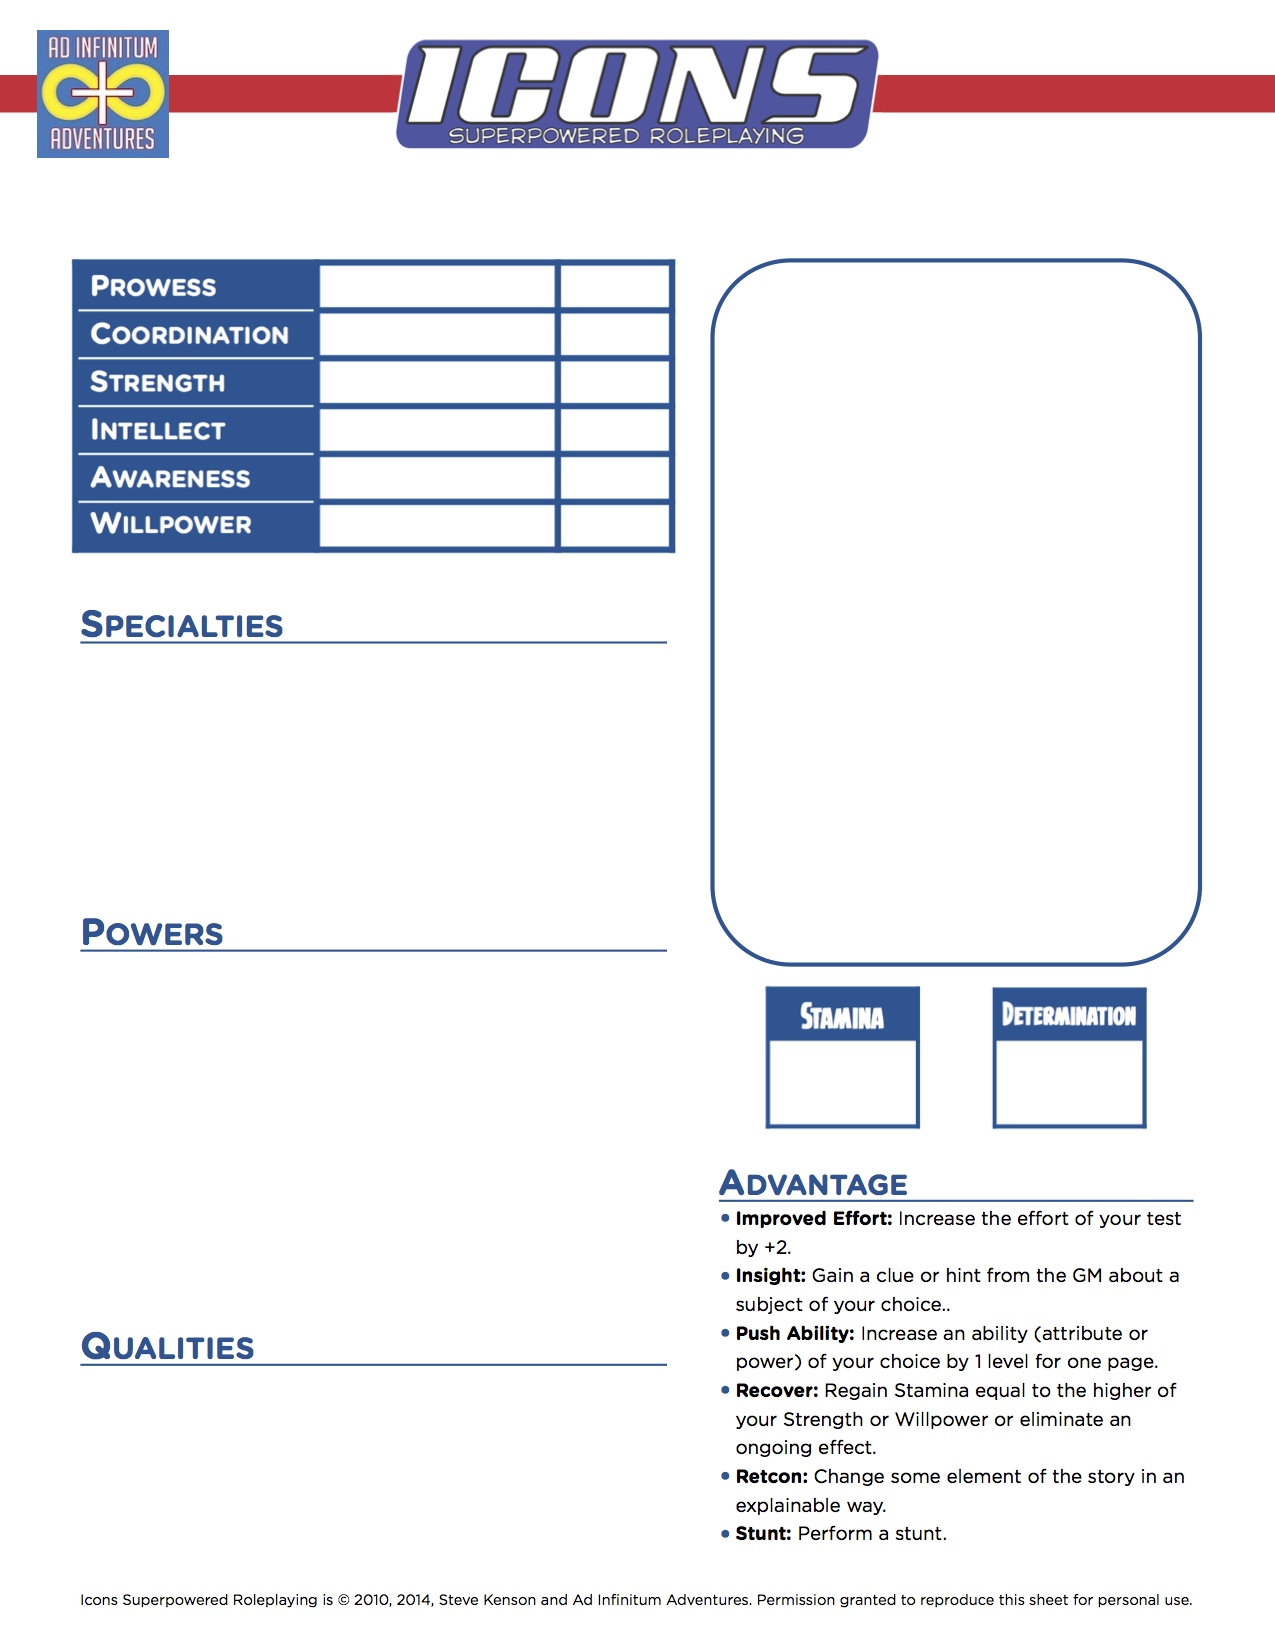 AD INFINITUM
ADVENTURES
ICONS
SUPERPOWERED ROLEPLAYING
PROWESS
COORDINATION
STRENGTH
INTELLECT
AWARENESS
WILLPOWER
SPECIALTIES
POWERS
QUALITIES
STAMINA
DETERMINATION
ADVANTAGE
• Improved Effort: Increase the effort of your test
by +2.
• Insight: Gain a clue or hint from the GM about a
subject of your choice..
• Push Ability: Increase an ability (attribute or
power) of your choice by 1 level for one page.
• Recover: Regain Stamina equal to the higher of
your Strength or Willpower or eliminate an
ongoing effect.
• Retcon: Change some element of the story in an
explainable way.
• Stunt: Perform a stunt.
Icons Superpowered Roleplaying is © 2010, 2014, Steve Kenson and Ad Infinitum Adventures. Permission granted to reproduce this sheet for personal use.